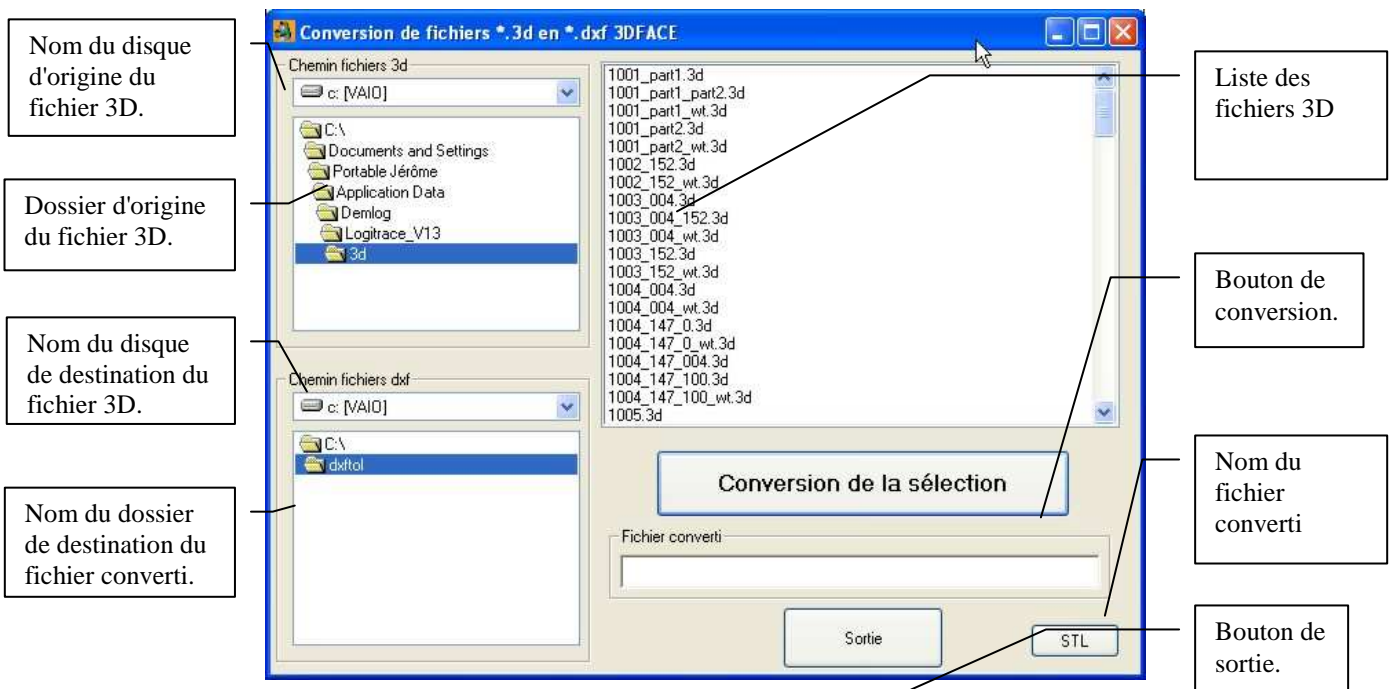 Nom du disque
d'origine du
fichier 3D.
Dossier d'origine
du fichier 3D.
Nom du disque
de destination du
fichier 3D.
Nom du dossier
de destination du
fichier converti.
Conversion de fichiers *.3d en *.dxf 3DFACE
Chemin fichiers 3d
c: [VAIO]
C:\
Documents and Settings
Portable Jérôme
Application Data
Demlog
Logitrace_V13
3d
Chemin fichiers dxf
c: [VAIO]
C:\
dxftol
1001_part1.3d
1001_part1_part2.3d
1001_part1_wt.3d
1001_part2.3d
1001_part2_wt.3d
1002_152.3d
1002_152_wt.3d
1003_004.3d
1003_004_152.3d
1003_004_wt.3d
1003_152.3d
1003_152_wt.3d
1004_004.3d
1004_004_wt.3d
1004_147_0.3d
1004_147_0_wt.3d
1004_147_004.3d
1004_147_100.3d
1004_147_100_wt.3d
1005.3d
Conversion de la sélection
Fichier converti
Sortie
STL
Liste des
fichiers 3D
Bouton de
conversion.
Nom du
fichier
converti
Bouton de
sortie.